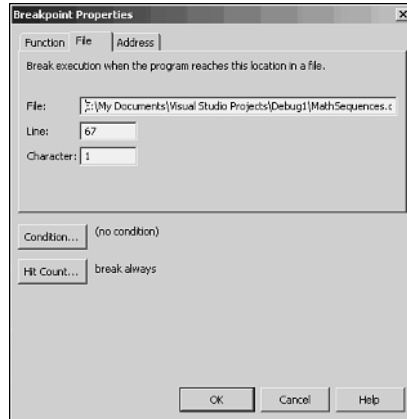 Breakpoint Properties
Function File Address
Break execution when the program reaches this location in a file.
File: E:\My Documents\Visual Studio Projects\Debug1\MathSequences.c
Line: 67
Character: 1
Condition... (no condition)
Hit Count... break always
OK Cancel Help